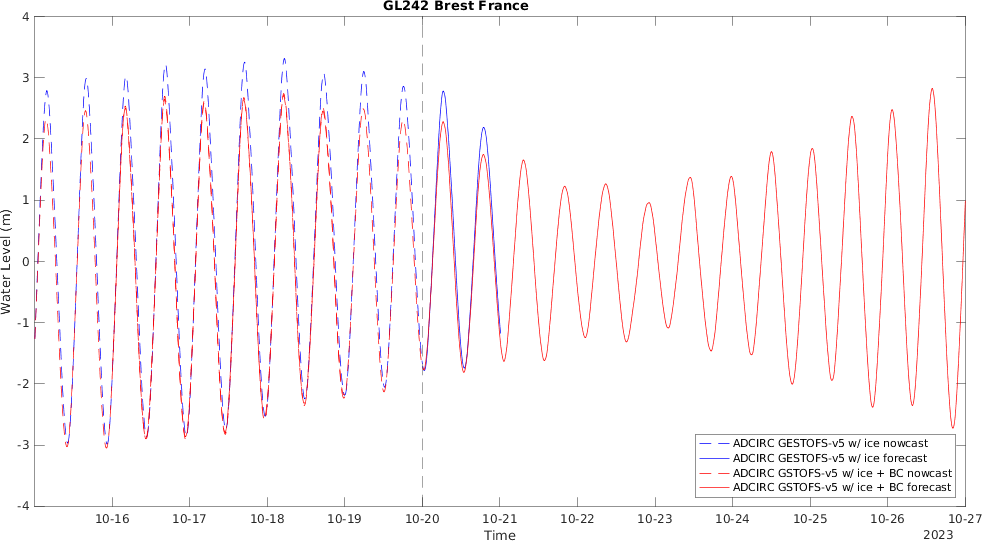 GL242 Brest France
4
3
2
1
0
-1
-2
-3
-4
Water Level (m)
ADCIRC GESTOFS-v5 w/ ice nowcast
ADCIRC GESTOFS-v5 w/ ice forecast
ADCIRC GSTOFS-v5 w/ ice + BC nowcast
ADCIRC GSTOFS-v5 w/ ice + BC forecast
10-16 10-17 10-18 10-19 10-20 10-21 10-22 10-23 10-24 10-25 10-26 10-27
Time
2023